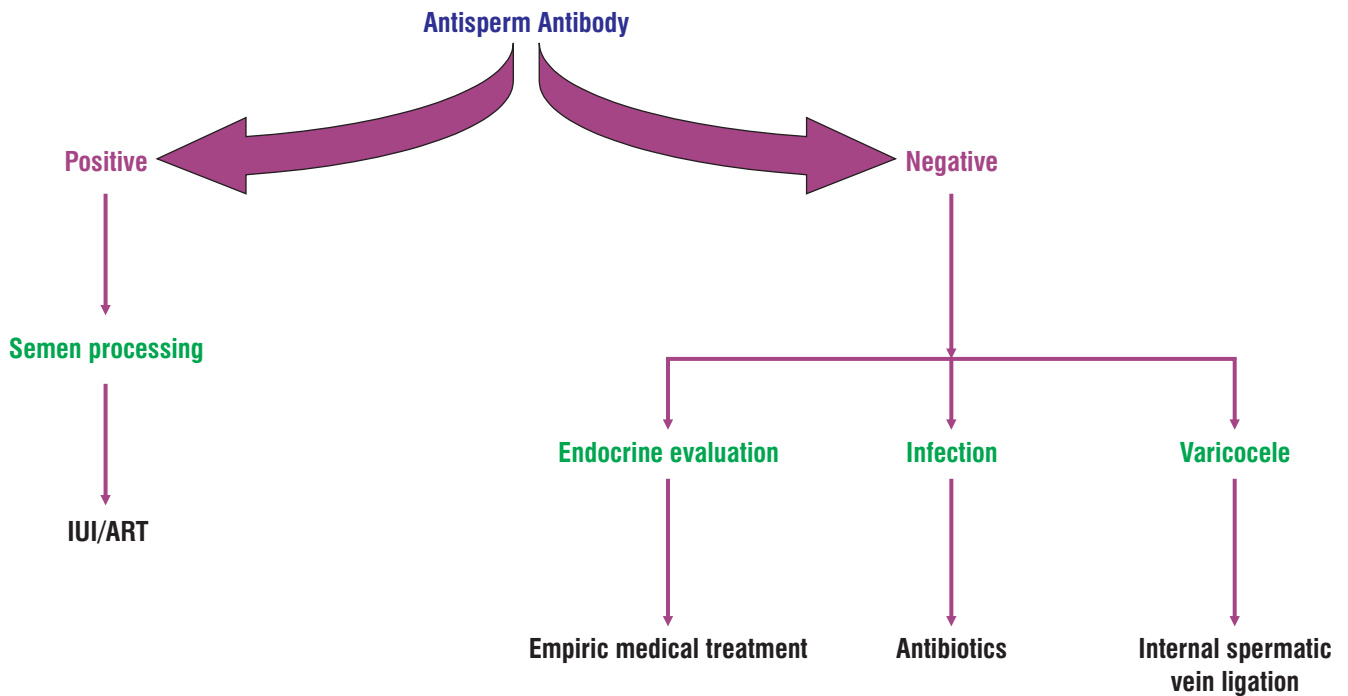 Antisperm Antibody
Positive
Negative
Semen processing
Endocrine evaluation
Infection
Varicocele
IUI/ART
Empiric medical treatment
Antibiotics
Internal spermatic
vein ligation